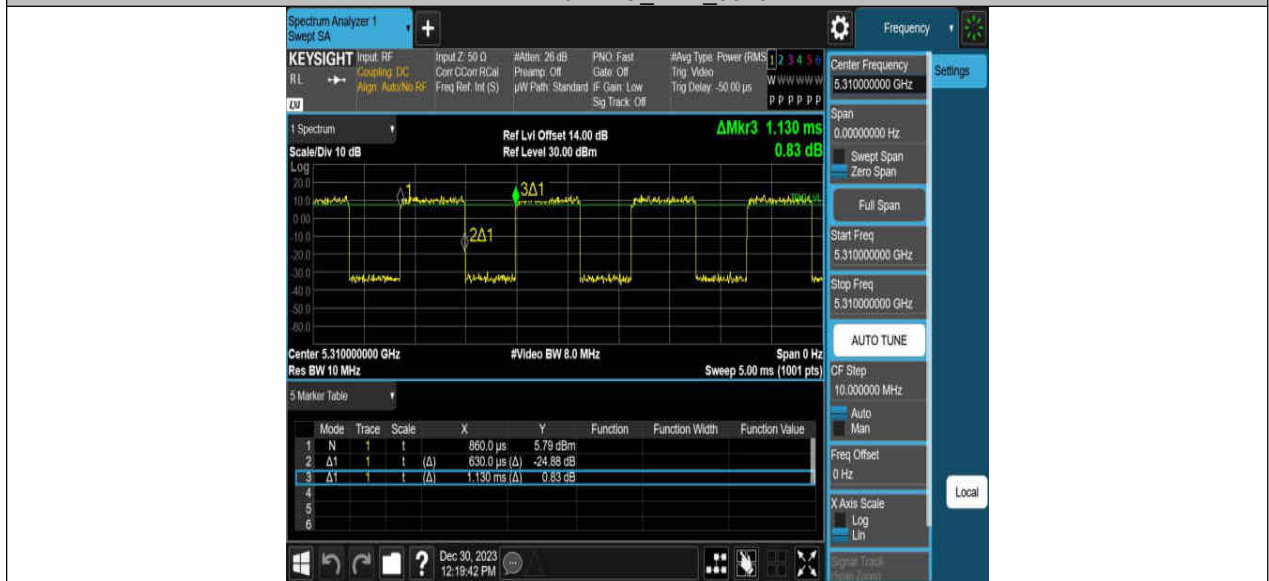 Spectrum Analyzer 1
Swept SA
+
Frequency
KEYSIGHT
RL
LXI
Input: RF
Coupling: DC
Align: Auto/No RF
Input Z: 50 Ω
Corr CCorr RCal
Freq Ref: Int (S)
#Atten: 26 dB
Preamp: Off
µW Path: Standard
PNO: Fast
Gate: Off
IF Gain: Low
Sig Track: Off
#Avg Type: Power (RMS
Trig: Video
Trig Delay: -50.00 µs
1 2 3 4 5 6
W W W W W W
P P P P P P
Center Frequency
5.310000000 GHz
Settings
Span
0.00000000 Hz
Swept Span
Zero Span
Full Span
Start Freq
5.310000000 GHz
Stop Freq
5.310000000 GHz
AUTO TUNE
CF Step
10.000000 MHz
Auto
Man
Freq Offset
0 Hz
X Axis Scale
Log
Lin
Signal Track
(Span Zoom)
Local
1 Spectrum
Scale/Div 10 dB
Log
Ref Lvl Offset 14.00 dB
Ref Level 30.00 dBm
ΔMkr3 1.130 ms
0.83 dB
20.0
10.0
0.00
-10.0
-20.0
-30.0
-40.0
-50.0
-60.0
1
2Δ1
3Δ1
Center 5.310000000 GHz
Res BW 10 MHz
#Video BW 8.0 MHz
Span 0 Hz
Sweep 5.00 ms (1001 pts)
5 Marker Table
Mode Trace Scale X Y Function Function Width Function Value
1 N 1 t 860.0 µs 5.79 dBm
2 Δ1 1 t (Δ) 630.0 µs (Δ) -24.88 dB
3 Δ1 1 t (Δ) 1.130 ms (Δ) 0.83 dB
4
5
6
?
Dec 30, 2023
12:19:42 PM